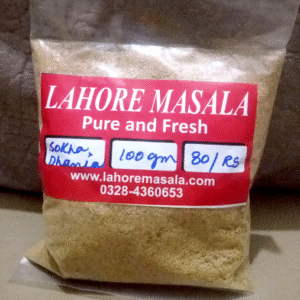 LAHORE MASALA
Pure and Fresh
Sokha, Dhania
100 gm
80/RS
www.lahoremasala.com
0328-4360653